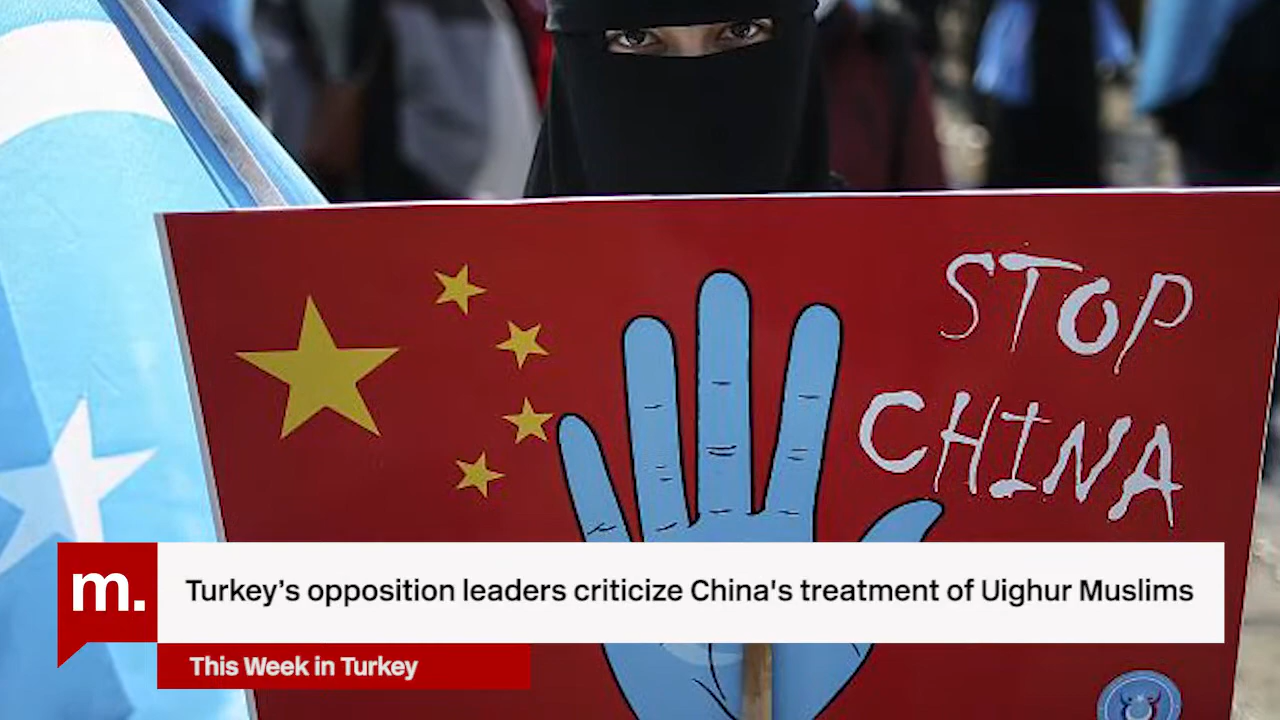 STOP
CHINA
m.
Turkey’s opposition leaders criticize China's treatment of Uighur Muslims
This Week in Turkey